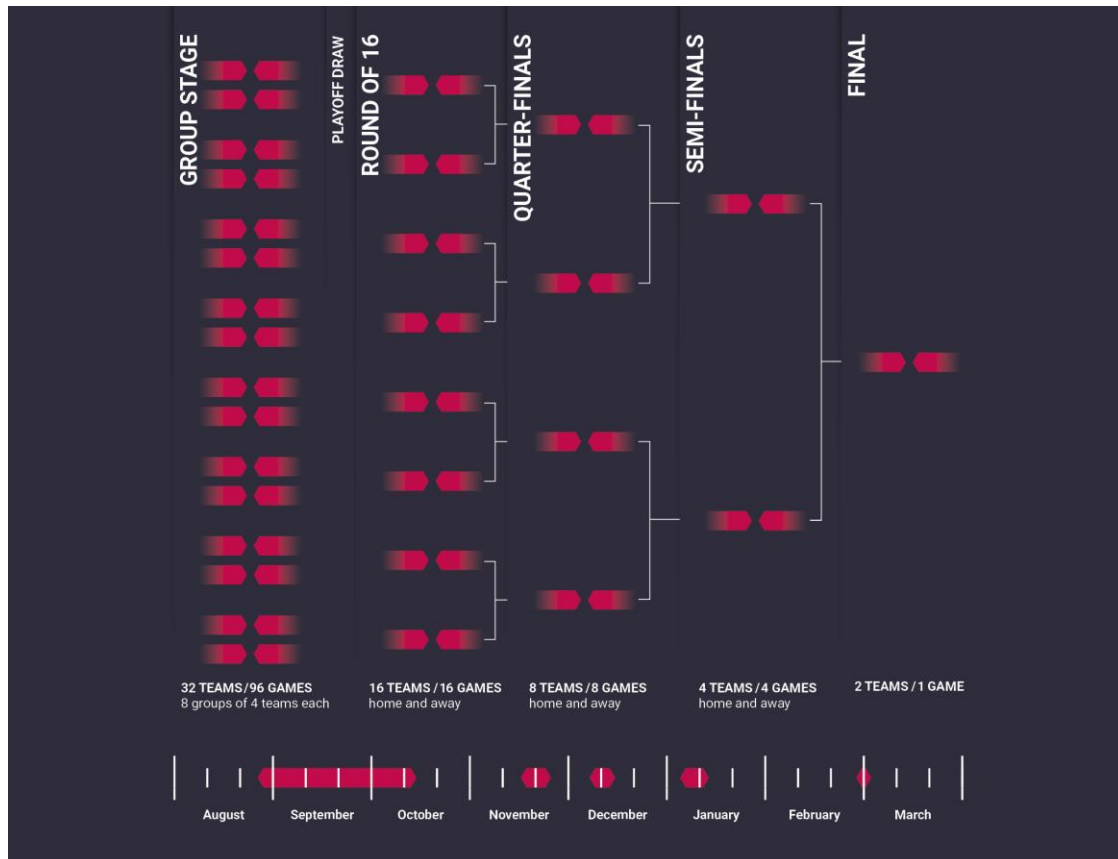 GROUP STAGE
PLAYOFF DRAW
ROUND OF 16
QUARTER-FINALS
SEMI-FINALS
FINAL
32 TEAMS/96 GAMES
8 groups of 4 teams each
16 TEAMS/16 GAMES
home and away
8 TEAMS/8 GAMES
home and away
4 TEAMS/4 GAMES
home and away
2 TEAMS/1 GAME
August
September
October
November
December
January
February
March